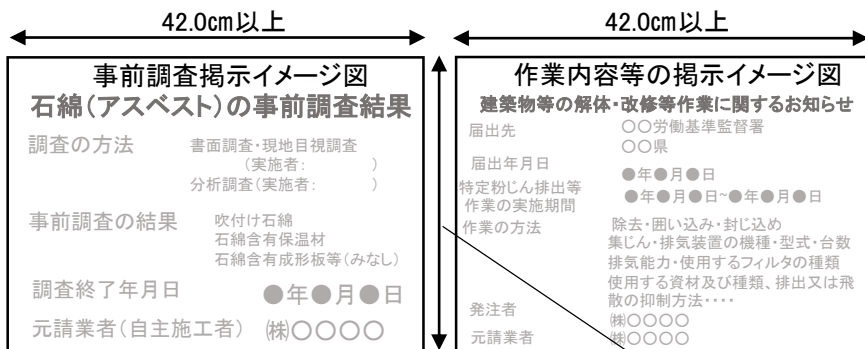 42.0cm以上
事前調査掲示イメージ図
石綿(アスベスト)の事前調査結果
調査の方法 書面調査・現地目視調査
(実施者: )
分析調査(実施者: )
事前調査の結果 吹付け石綿
石綿含有保温材
石綿含有成形板等(みなし)
調査終了年月日 ●年●月●日
元請業者(自主施工者) ㈱〇〇〇〇
42.0cm以上
作業内容等の掲示イメージ図
建築物等の解体・改修等作業に関するお知らせ
届出先 〇〇労働基準監督署
〇〇県
届出年月日 ●年●月●日
特定粉じん排出等
作業の実施期間 ●年●月●日~●年●月●日
作業の方法 除去・囲い込み・封じ込め
集じん・排気装置の機種・型式・台数
排気能力・使用するフィルタの種類
使用する資材及び種類、排出又は飛
散の抑制方法・・・・
発注者 ㈱〇〇〇〇
元請業者 ㈱〇〇〇〇